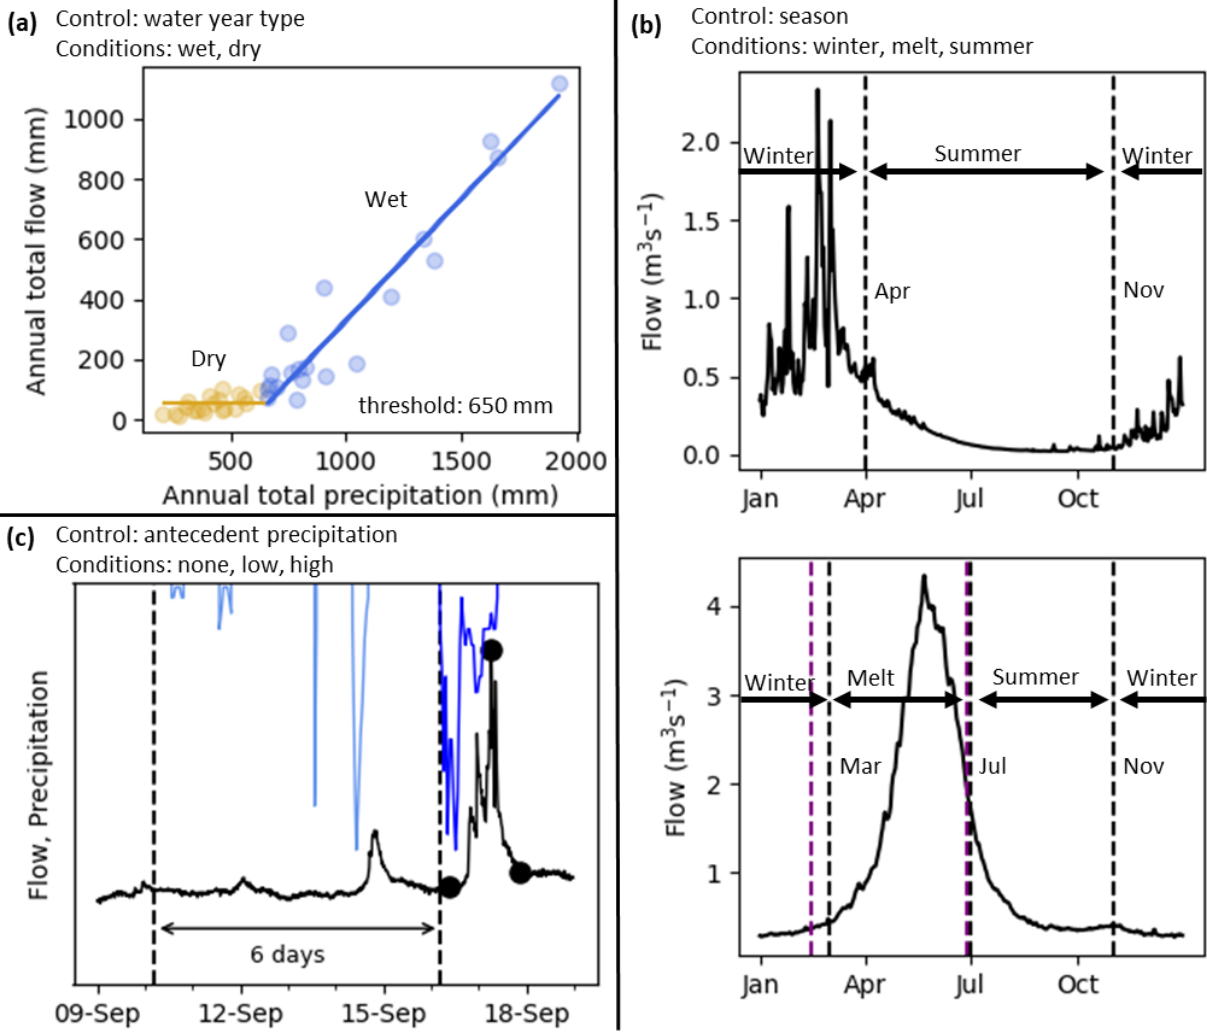 (a) Control: water year type
Conditions: wet, dry
Annual total flow (mm)
1000
800
600
400
200
0
Wet
Dry
threshold: 650 mm
500 1000 1500 2000
Annual total precipitation (mm)
(b) Control: season
Conditions: winter, melt, summer
Flow (m³s⁻¹)
2.0
1.5
1.0
0.5
0.0
Winter Summer Winter
Apr Nov
Jan Apr Jul Oct
Flow (m³s⁻¹)
4
3
2
1
Winter Melt Summer Winter
Mar Jul Nov
Jan Apr Jul Oct
(c) Control: antecedent precipitation
Conditions: none, low, high
Flow, Precipitation
6 days
09-Sep 12-Sep 15-Sep 18-Sep